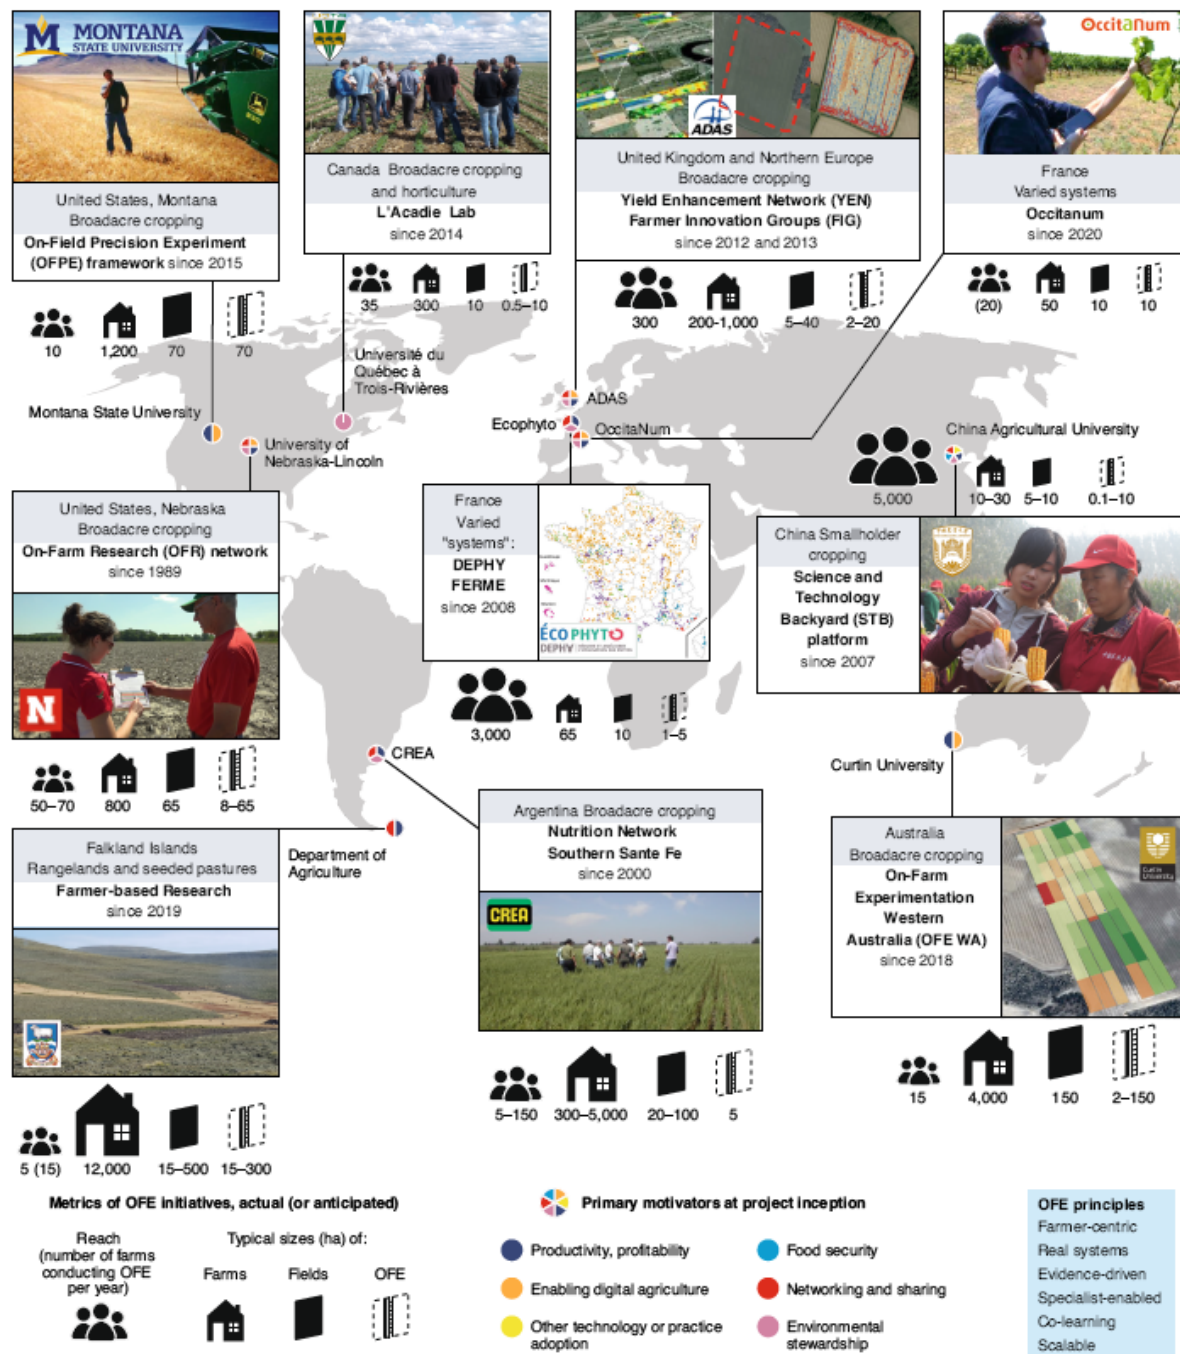 MONTANA
STATE UNIVERSITY
United States, Montana
Broadacre cropping
On-Field Precision Experiment
(OFPE) framework since 2015
10
1,200
70
70
Canada Broadacre cropping
and horticulture
L'Acadie Lab
since 2014
35
300
10
0.5–10
ADAS
United Kingdom and Northern Europe
Broadacre cropping
Yield Enhancement Network (YEN)
Farmer Innovation Groups (FIG)
since 2012 and 2013
300
200-1,000
5–40
2–20
OccitaNum
France
Varied systems
Occitanum
since 2020
(20)
50
10
10
Université du
Québec à
Trois-Rivières
Montana State University
University of
Nebraska-Lincoln
ADAS
Ecophyto
OccitaNum
China Agricultural University
5,000
10–30
5–10
0.1–10
United States, Nebraska
Broadacre cropping
On-Farm Research (OFR) network
since 1989
N
50–70
800
65
8–65
France
Varied
"systems":
DEPHY
FERME
since 2008
ÉCOPHYTO
DEPHY
3,000
65
10
1–5
China Smallholder
cropping
Science and
Technology
Backyard (STB)
platform
since 2007
Curtin University
CREA
Falkland Islands
Rangelands and seeded pastures
Farmer-based Research
since 2019
Department of
Agriculture
5 (15)
12,000
15–500
15–300
Argentina Broadacre cropping
Nutrition Network
Southern Sante Fe
since 2000
CREA
5–150
300–5,000
20–100
5
Australia
Broadacre cropping
On-Farm
Experimentation
Western
Australia (OFE WA)
since 2018
Curtin
University
15
4,000
150
2–150
Metrics of OFE initiatives, actual (or anticipated)
Reach
(number of farms
conducting OFE
per year)
Typical sizes (ha) of:
Farms
Fields
OFE
Primary motivators at project inception
Productivity, profitability
Enabling digital agriculture
Other technology or practice
adoption
Food security
Networking and sharing
Environmental
stewardship
OFE principles
Farmer-centric
Real systems
Evidence-driven
Specialist-enabled
Co-learning
Scalable